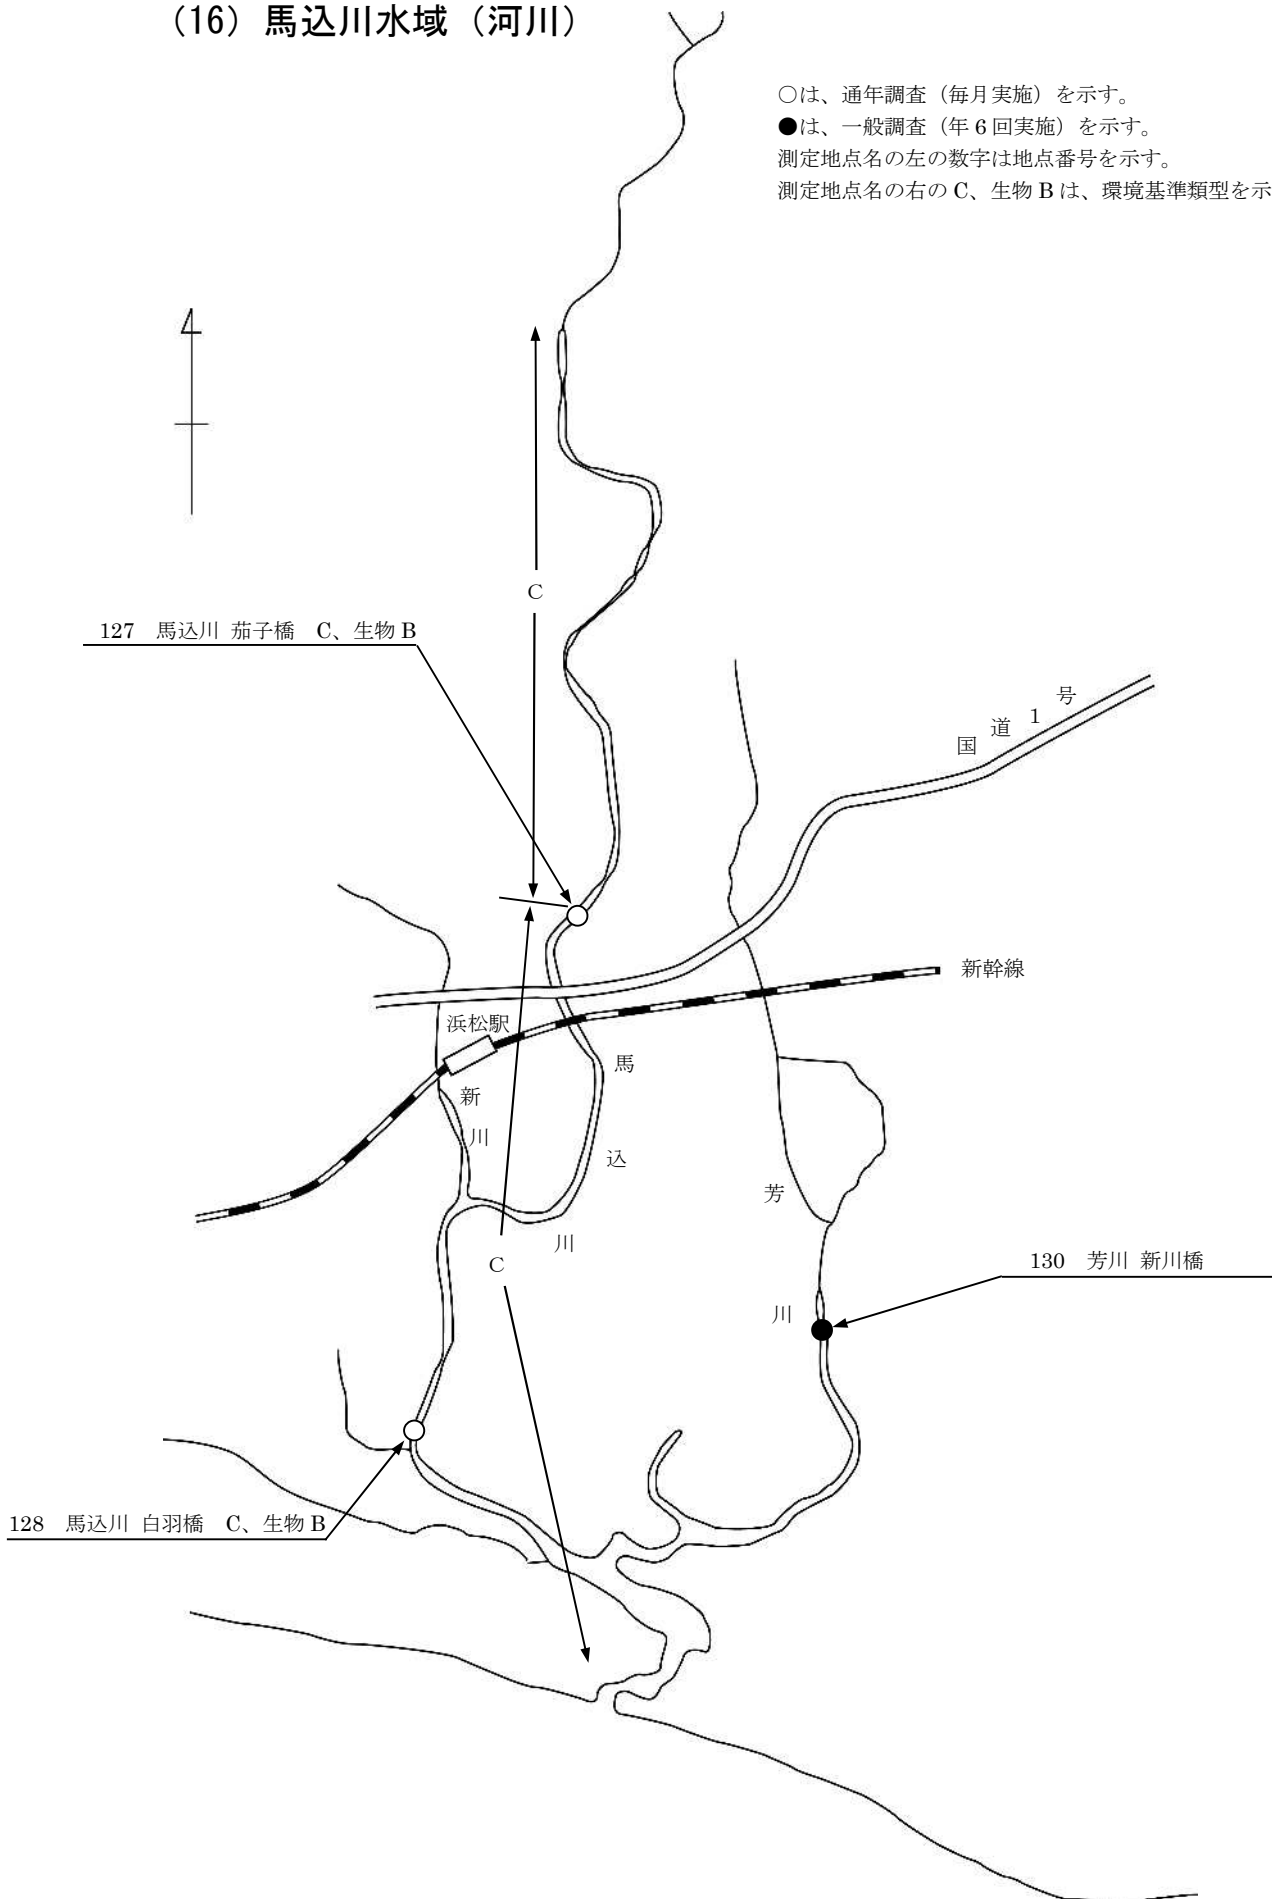 (16) 馬込川水域（河川）
○は、通年調査（毎月実施）を示す。
●は、一般調査（年 6 回実施）を示す。
測定地点名の左の数字は地点番号を示す。
測定地点名の右の C、生物 B は、環境基準類型を示
C
127 馬込川 茄子橋 C、生物 B
国道1号
新幹線
浜松駅
新川
馬込川
芳川
C
130 芳川 新川橋
128 馬込川 白羽橋 C、生物 B